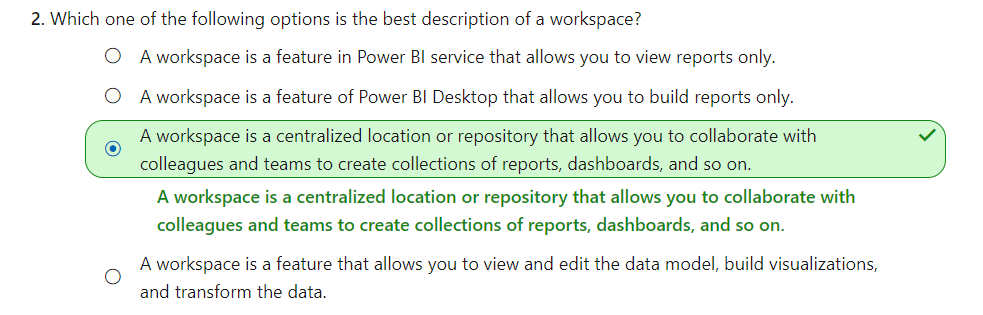 2. Which one of the following options is the best description of a workspace?
A workspace is a feature in Power BI service that allows you to view reports only.
A workspace is a feature of Power BI Desktop that allows you to build reports only.
A workspace is a centralized location or repository that allows you to collaborate with
colleagues and teams to create collections of reports, dashboards, and so on.
A workspace is a centralized location or repository that allows you to collaborate with
colleagues and teams to create collections of reports, dashboards, and so on.
A workspace is a feature that allows you to view and edit the data model, build visualizations,
and transform the data.